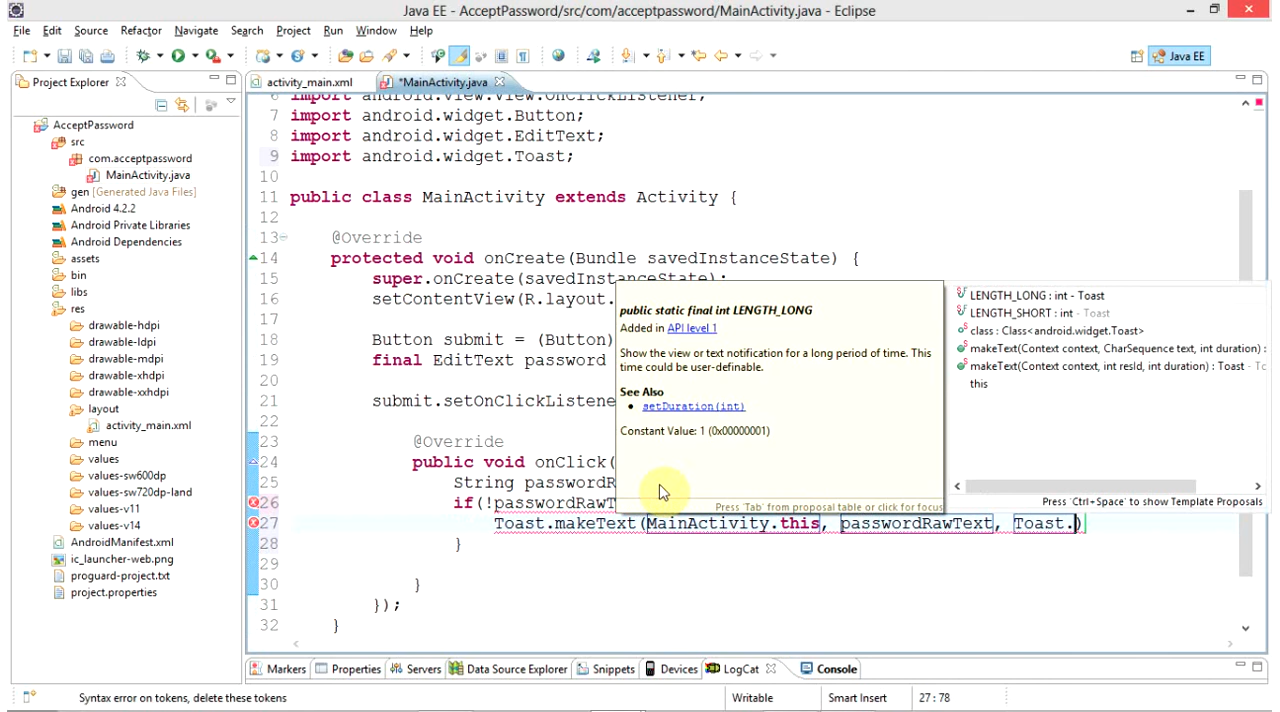 Java EE - AcceptPassword/src/com/acceptpassword/MainActivity.java - Eclipse
File Edit Source Refactor Navigate Search Project Run Window Help
Java EE
Project Explorer
activity_main.xml
*MainActivity.java
AcceptPassword
src
com.acceptpassword
MainActivity.java
gen [Generated Java Files]
Android 4.2.2
Android Private Libraries
Android Dependencies
assets
bin
libs
res
drawable-hdpi
drawable-ldpi
drawable-mdpi
drawable-xhdpi
drawable-xxhdpi
layout
activity_main.xml
menu
values
values-sw600dp
values-sw720dp-land
values-v11
values-v14
AndroidManifest.xml
ic_launcher-web.png
proguard-project.txt
project.properties
6 import android.view.View.OnClickListener;
7 import android.widget.Button;
8 import android.widget.EditText;
9 import android.widget.Toast;
10
11 public class MainActivity extends Activity {
12
13 @Override
14 protected void onCreate(Bundle savedInstanceState) {
15 super.onCreate(savedInstanceState);
16 setContentView(R.layout.
17
18 Button submit = (Button)
19 final EditText password
20
21 submit.setOnClickListene
22
23 @Override
24 public void onClick(
25 String passwordR
26 if(!passwordRawT
27 Toast.makeText(MainActivity.this, passwordRawText, Toast.)
28 }
29
30 }
31 });
32 }
public static final int LENGTH_LONG
Added in API level 1
Show the view or text notification for a long period of time. This
time could be user-definable.
See Also
setDuration(int)
Constant Value: 1 (0x00000001)
Press 'Tab' from proposal table or click for focus
LENGTH_LONG : int - Toast
LENGTH_SHORT : int - Toast
class : Class<android.widget.Toast>
makeText(Context context, CharSequence text, int duration) :
makeText(Context context, int resId, int duration) : Toast - To
this
Press 'Ctrl+Space' to show Template Proposals
Markers Properties Servers Data Source Explorer Snippets Devices LogCat Console
Syntax error on tokens, delete these tokens
Writable
Smart Insert
27 : 78